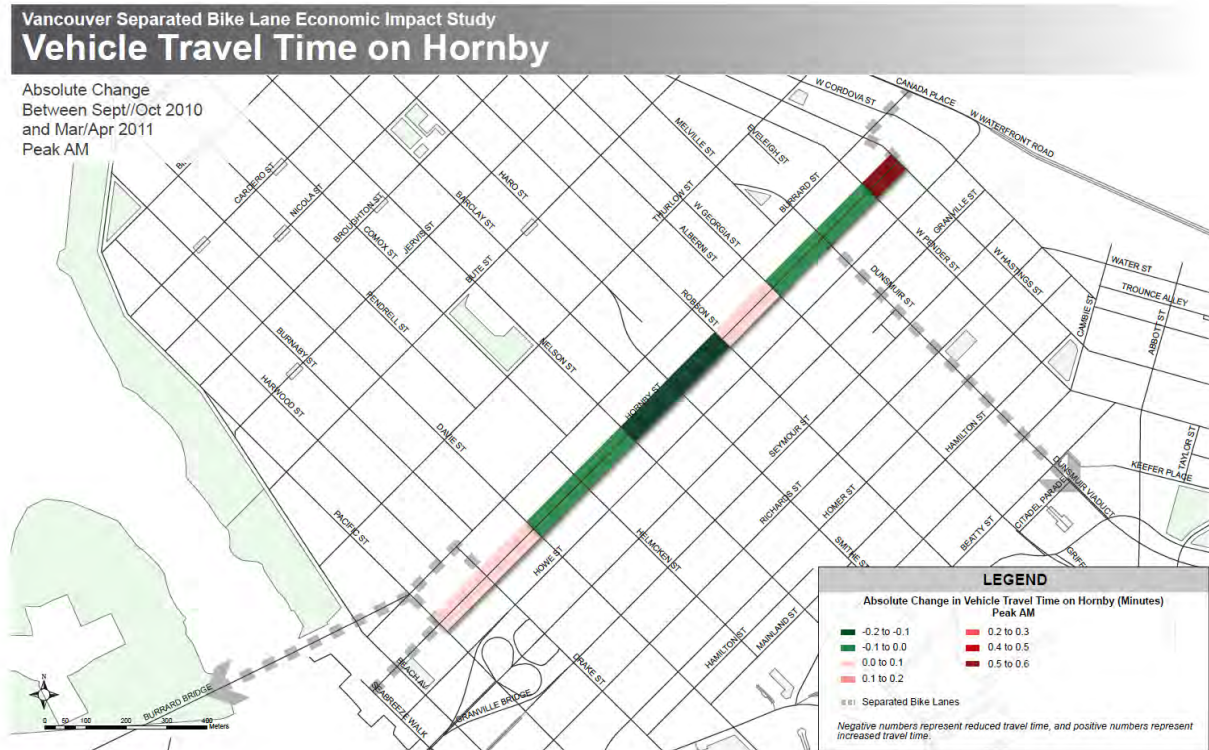 Vancouver Separated Bike Lane Economic Impact Study
Vehicle Travel Time on Hornby
Absolute Change
Between Sept//Oct 2010
and Mar/Apr 2011
Peak AM
CANADA PLACE
W CORDOVA ST
W WATERFRONT ROAD
MELVILLE ST
EVELEIGH ST
CARDERO ST
NICOLA ST
HARO ST
BROUGHTON ST
BARCLAY ST
THURLOW ST
BURRARD ST
GRANVILLE ST
COMOX ST
JERVIS ST
W GEORGIA ST
ALBERNI ST
W PENDER ST
W HASTINGS ST
BUTE ST
WATER ST
DUNSMUIR ST
TROUNCE ALLEY
PENDRELL ST
ROBSON ST
CAMBIE ST
ABBOTT ST
BURNABY ST
NELSON ST
HARWOOD ST
HORNBY ST
DAVIE ST
SEYMOUR ST
HAMILTON ST
TAYLOR ST
KEEFER PLACE
DUNSMUIR VIADUCT
PACIFIC ST
RICHARDS ST
HOMER ST
CITADEL PARADE
BEATTY ST
HOWE ST
HELMCKEN ST
SMITHE ST
GRIFF
HAMILTON ST
MAINLAND ST
DRAKE ST
BEACH AV
SEABREEZE WALK
BURRARD BRIDGE
GRANVILLE BRIDGE
N
0 50 100 200 300 400
Meters
LEGEND
Absolute Change in Vehicle Travel Time on Hornby (Minutes)
Peak AM
-0.2 to -0.1
-0.1 to 0.0
0.0 to 0.1
0.1 to 0.2
0.2 to 0.3
0.4 to 0.5
0.5 to 0.6
Separated Bike Lanes
Negative numbers represent reduced travel time, and positive numbers represent
increased travel time.